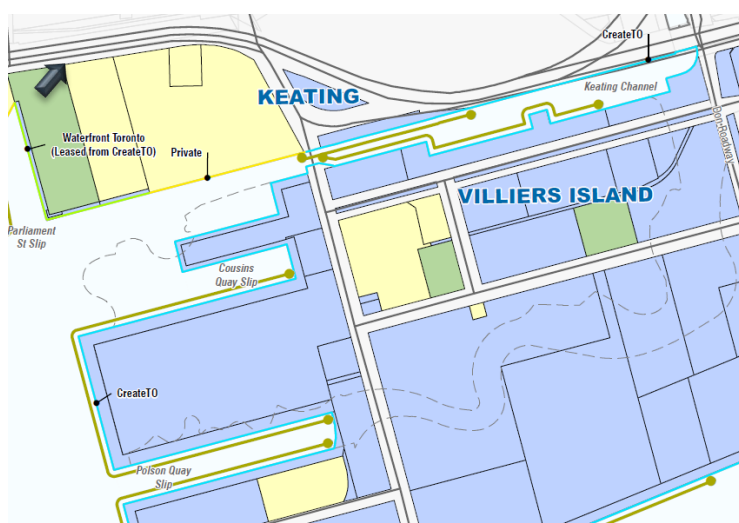 CreateTO
Keating Channel
KEATING
Don Roadway
Waterfront Toronto
(Leased from CreateTO)
Private
VILLIERS ISLAND
Parliament
St Slip
Cousins
Quay Slip
CreateTO
Polson Quay
Slip